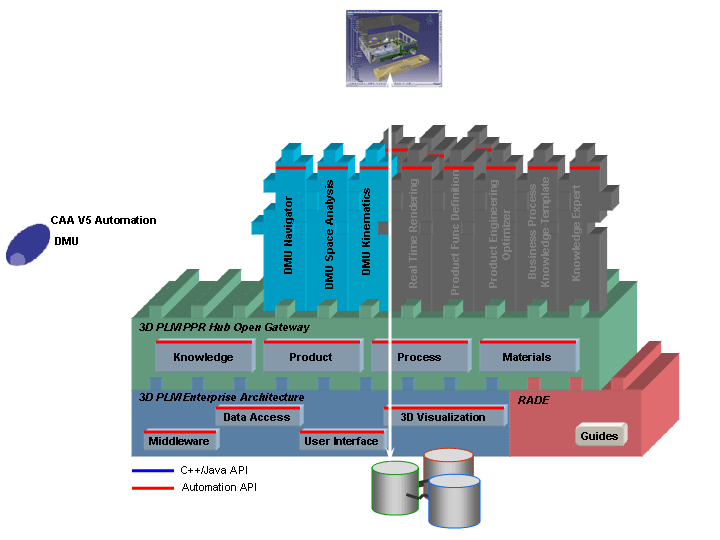 CAA V5 Automation
DMU
DMU Navigator
DMU Space Analysis
DMU Kinematics
Real Time Rendering
Product Func Definition
Product Engineering
Optimizer
Business Process
Knowledge Template
Knowledge Expert
3D PLM PPR Hub Open Gateway
Knowledge
Product
Process
Materials
3D PLM Enterprise Architecture
RADE
Data Access
3D Visualization
Middleware
User Interface
Guides
C++/Java API
Automation API